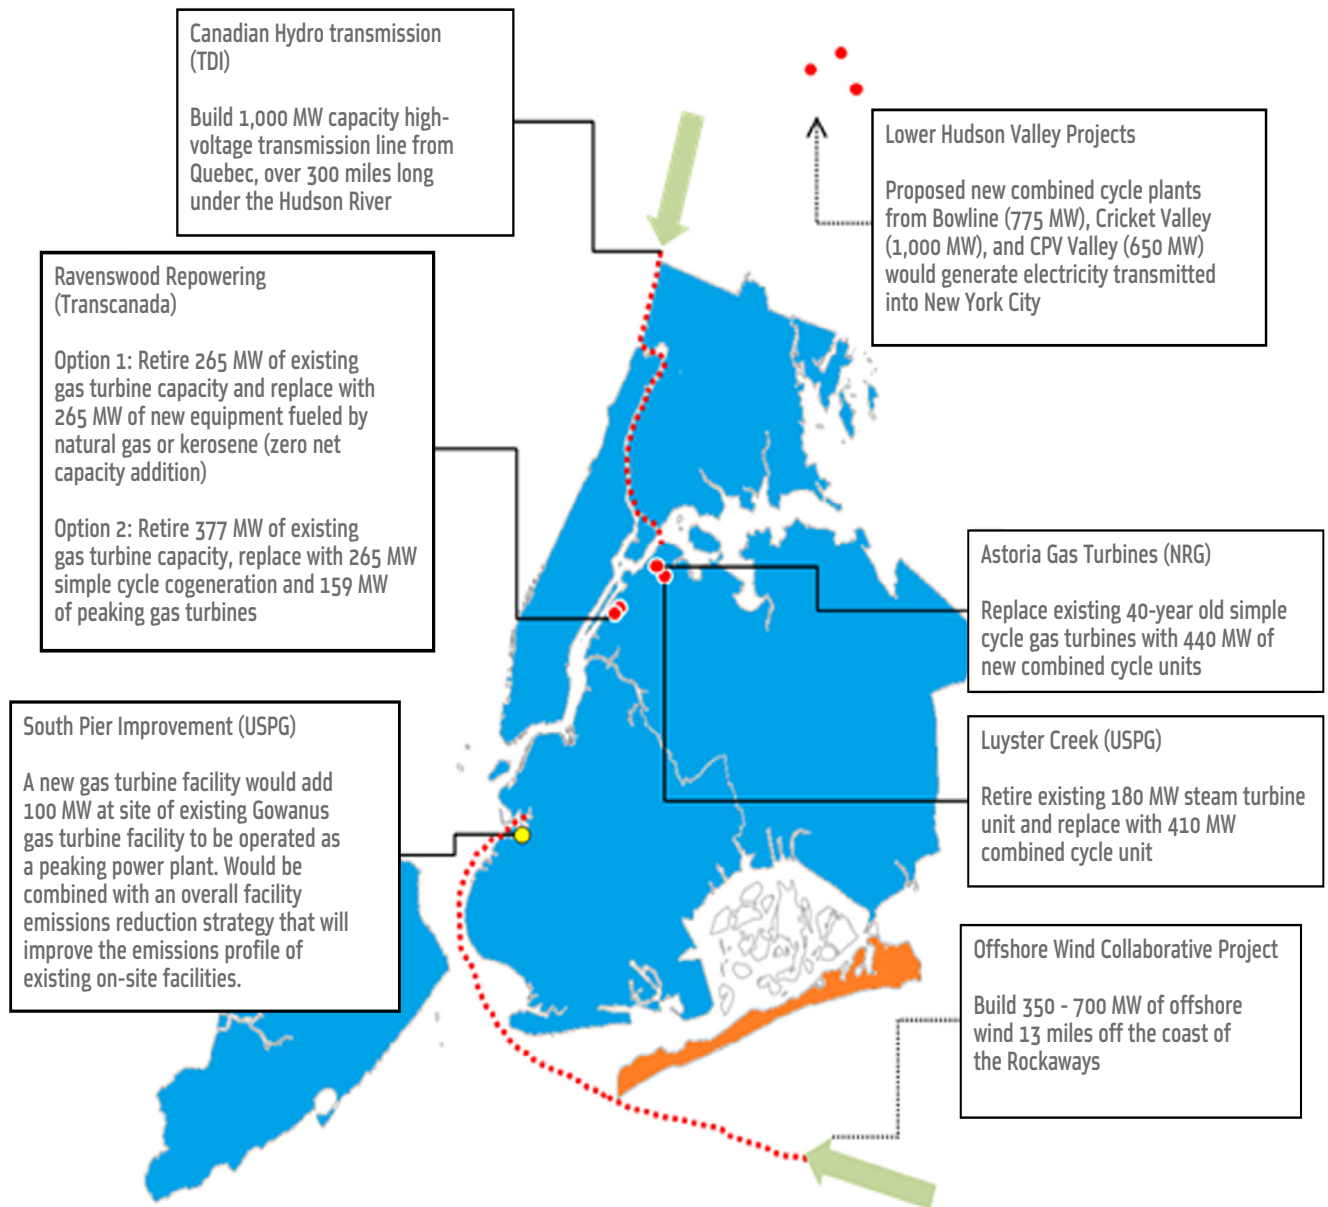 Canadian Hydro transmission
(TDI)
Build 1,000 MW capacity high-
voltage transmission line from
Quebec, over 300 miles long
under the Hudson River
Lower Hudson Valley Projects
Proposed new combined cycle plants
from Bowline (775 MW), Cricket Valley
(1,000 MW), and CPV Valley (650 MW)
would generate electricity transmitted
into New York City
Ravenswood Repowering
(Transcanada)
Option 1: Retire 265 MW of existing
gas turbine capacity and replace with
265 MW of new equipment fueled by
natural gas or kerosene (zero net
capacity addition)
Option 2: Retire 377 MW of existing
gas turbine capacity, replace with 265 MW
simple cycle cogeneration and 159 MW
of peaking gas turbines
Astoria Gas Turbines (NRG)
Replace existing 40-year old simple
cycle gas turbines with 440 MW of
new combined cycle units
South Pier Improvement (USPG)
A new gas turbine facility would add
100 MW at site of existing Gowanus
gas turbine facility to be operated as
a peaking power plant. Would be
combined with an overall facility
emissions reduction strategy that will
improve the emissions profile of
existing on-site facilities.
Luyster Creek (USPG)
Retire existing 180 MW steam turbine
unit and replace with 410 MW
combined cycle unit
Offshore Wind Collaborative Project
Build 350 - 700 MW of offshore
wind 13 miles off the coast of
the Rockaways